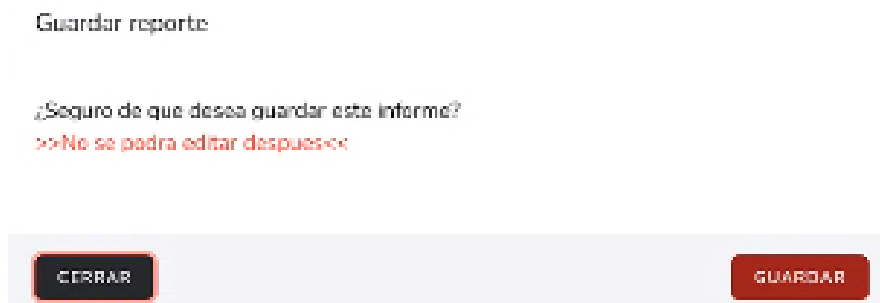 Guardar reporte
¿Seguro de que desea guardar este informe?
>>No se podra editar despues<<
CERRAR
GUARDAR